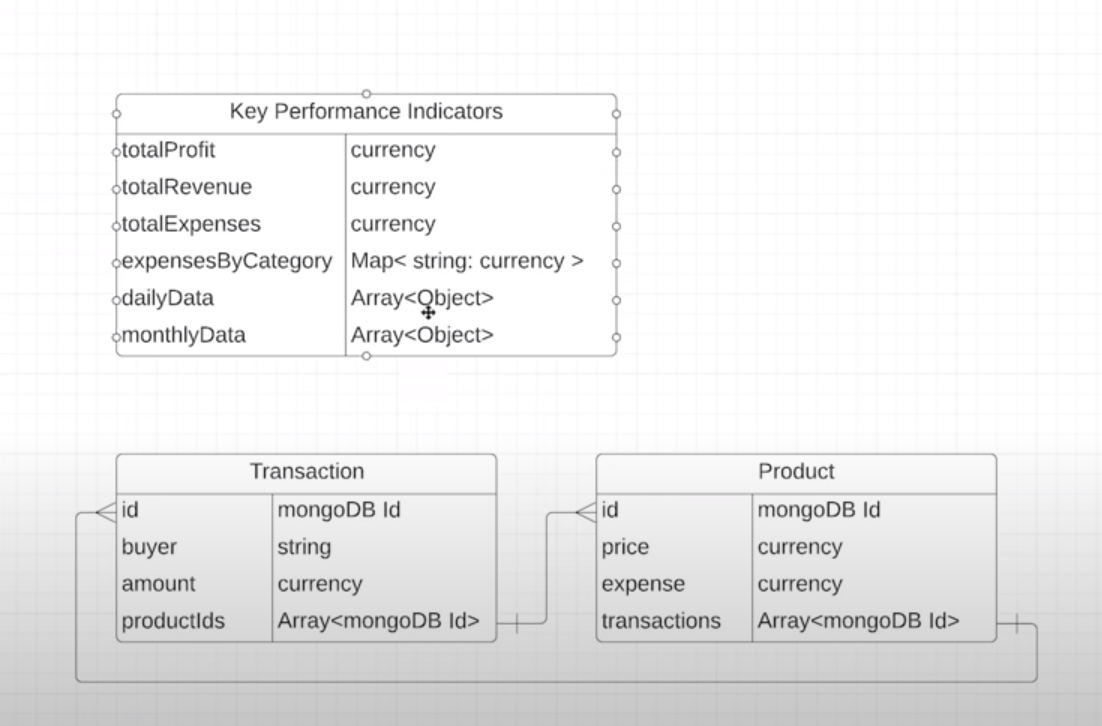 Key Performance Indicators
totalProfit currency
totalRevenue currency
totalExpenses currency
expensesByCategory Map< string: currency >
dailyData Array<Object>
monthlyData Array<Object>
Transaction
id mongoDB Id
buyer string
amount currency
productIds Array<mongoDB Id>
Product
id mongoDB Id
price currency
expense currency
transactions Array<mongoDB Id>